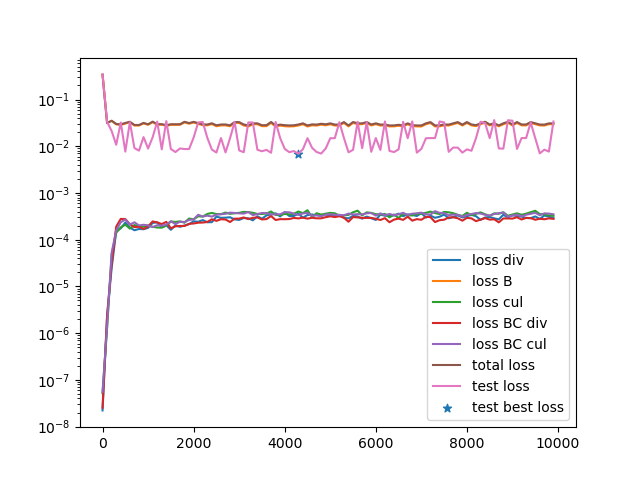 10⁻¹
10⁻²
10⁻³
10⁻⁴
10⁻⁵
10⁻⁶
10⁻⁷
10⁻⁸
0 2000 4000 6000 8000 10000
loss div
loss B
loss cul
loss BC div
loss BC cul
total loss
test loss
test best loss